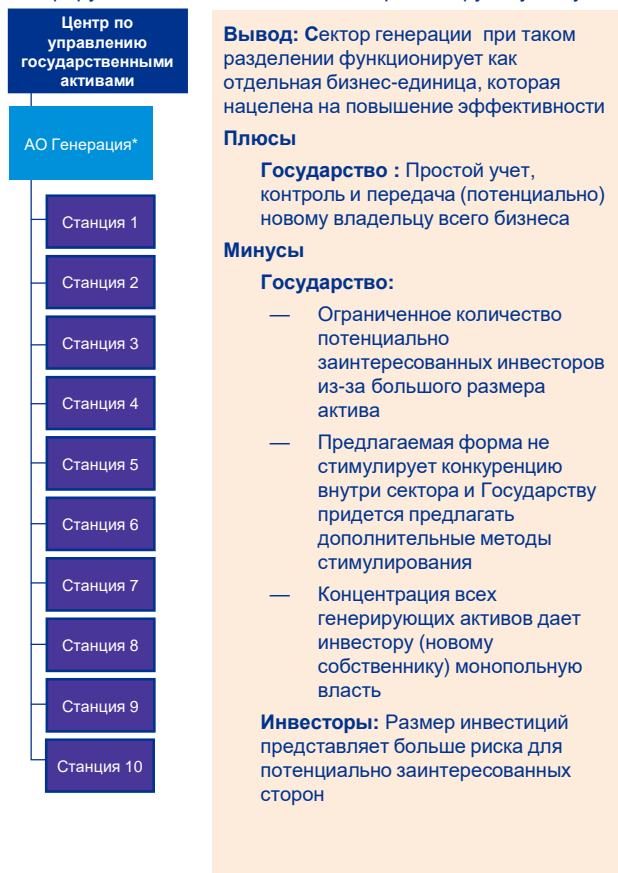 Центр по
управлению
государственными
активами
АО Генерация*
Станция 1
Станция 2
Станция 3
Станция 4
Станция 5
Станция 6
Станция 7
Станция 8
Станция 9
Станция 10
Вывод: Сектор генерации при таком
разделении функционирует как
отдельная бизнес-единица, которая
нацелена на повышение эффективности
Плюсы
Государство : Простой учет,
контроль и передача (потенциально)
новому владельцу всего бизнеса
Минусы
Государство:
— Ограниченное количество
потенциально
заинтересованных инвесторов
из-за большого размера
актива
— Предлагаемая форма не
стимулирует конкуренцию
внутри сектора и Государству
придется предлагать
дополнительные методы
стимулирования
— Концентрация всех
генерирующих активов дает
инвестору (новому
собственнику) монопольную
власть
Инвесторы: Размер инвестиций
представляет больше риска для
потенциально заинтересованных
сторон